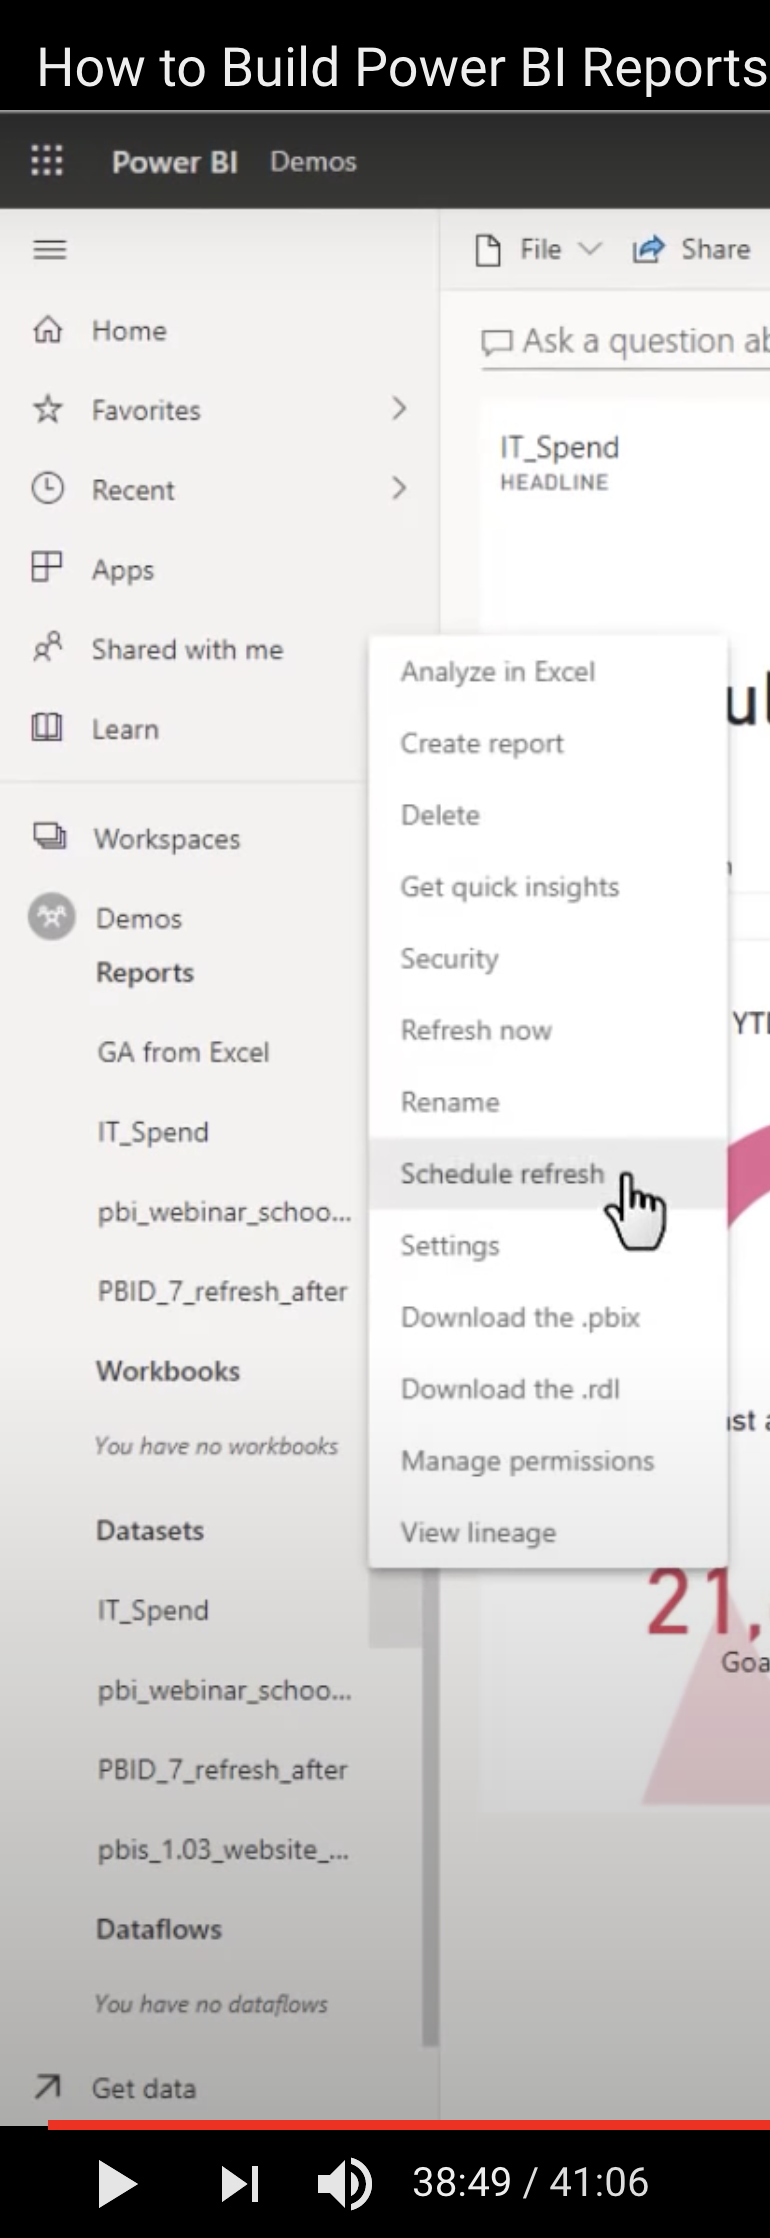 How to Build Power BI Reports
Power BI Demos
File Share
Home
Ask a question
Favorites
IT_Spend
HEADLINE
Recent
Apps
Shared with me
Learn
Analyze in Excel
Create report
Delete
Get quick insights
Security
Refresh now
Rename
Schedule refresh
Settings
Download the .pbix
Download the .rdl
Manage permissions
View lineage
Workspaces
Demos
Reports
GA from Excel
IT_Spend
pbi_webinar_schoo...
PBID_7_refresh_after
Workbooks
You have no workbooks
Datasets
IT_Spend
pbi_webinar_schoo...
PBID_7_refresh_after
pbis_1.03_website_...
Dataflows
You have no dataflows
Get data
21,
Goa
38:49 / 41:06